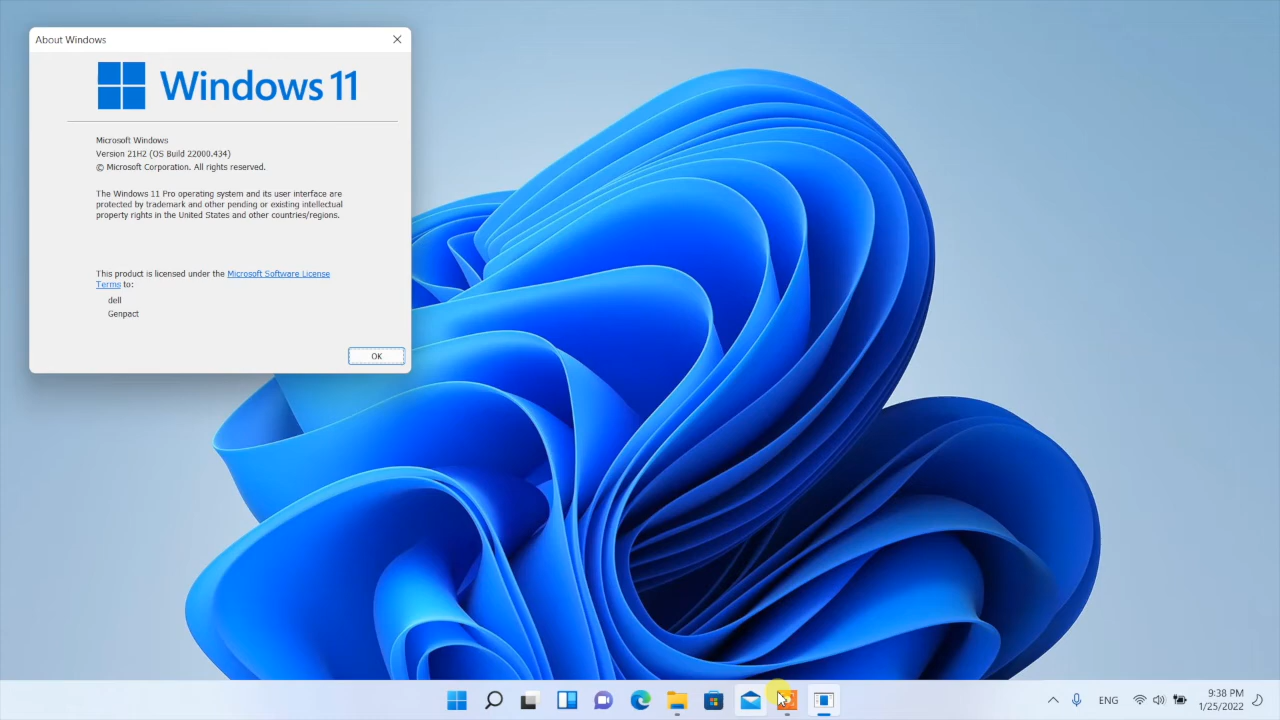 About Windows
Windows 11
Microsoft Windows
Version 21H2 (OS Build 22000.434)
© Microsoft Corporation. All rights reserved.
The Windows 11 Pro operating system and its user interface are
protected by trademark and other pending or existing intellectual
property rights in the United States and other countries/regions.
This product is licensed under the Microsoft Software License
Terms to:
dell
Genpact
OK
ENG
9:38 PM
1/25/2022